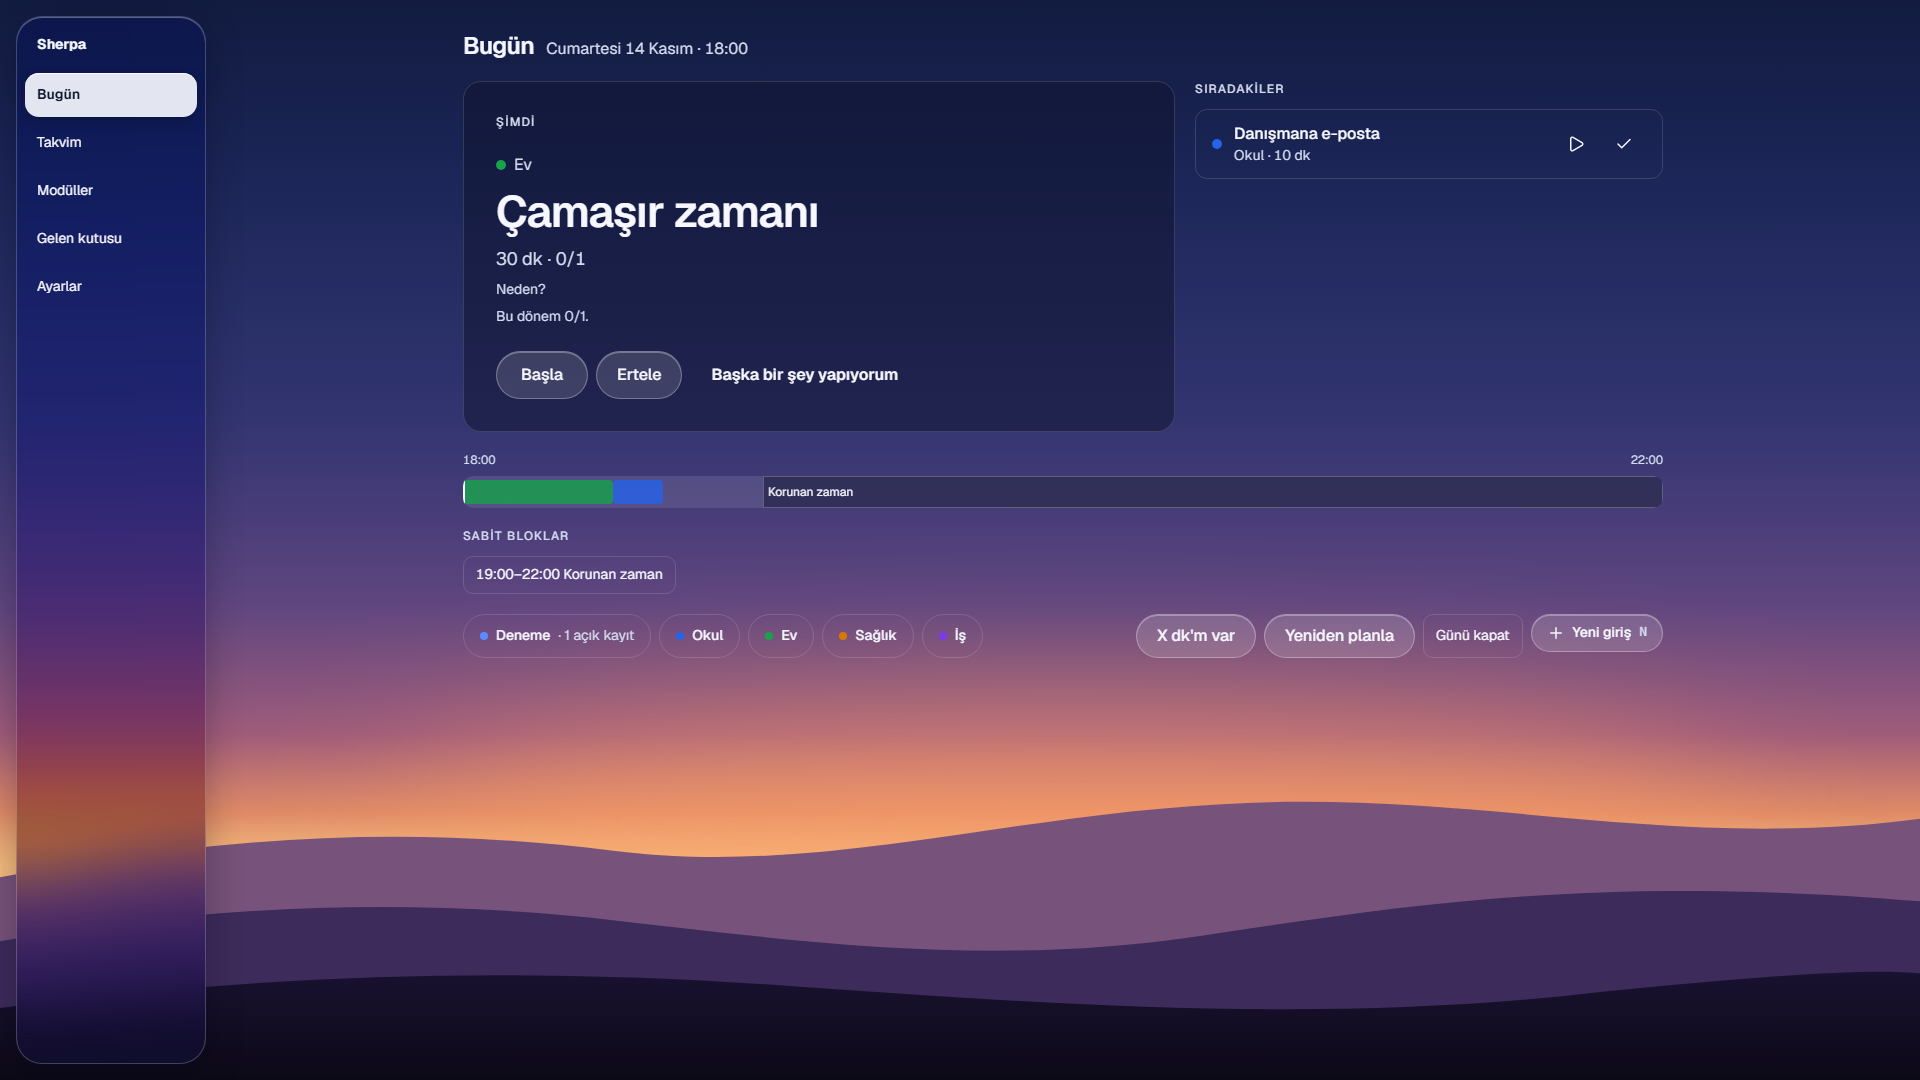 Sherpa
Bugün
Takvim
Modüller
Gelen kutusu
Ayarlar
Bugün Cumartesi 14 Kasım · 18:00
ŞİMDİ
Ev
Çamaşır zamanı
30 dk · 0/1
Neden?
Bu dönem 0/1.
Başla Ertele Başka bir şey yapıyorum
SIRADAKİLER
Danışmana e-posta
Okul · 10 dk
18:00 22:00
Korunan zaman
SABİT BLOKLAR
19:00–22:00 Korunan zaman
Deneme · 1 açık kayıt Okul Ev Sağlık İş X dk'm var Yeniden planla Günü kapat Yeni giriş N